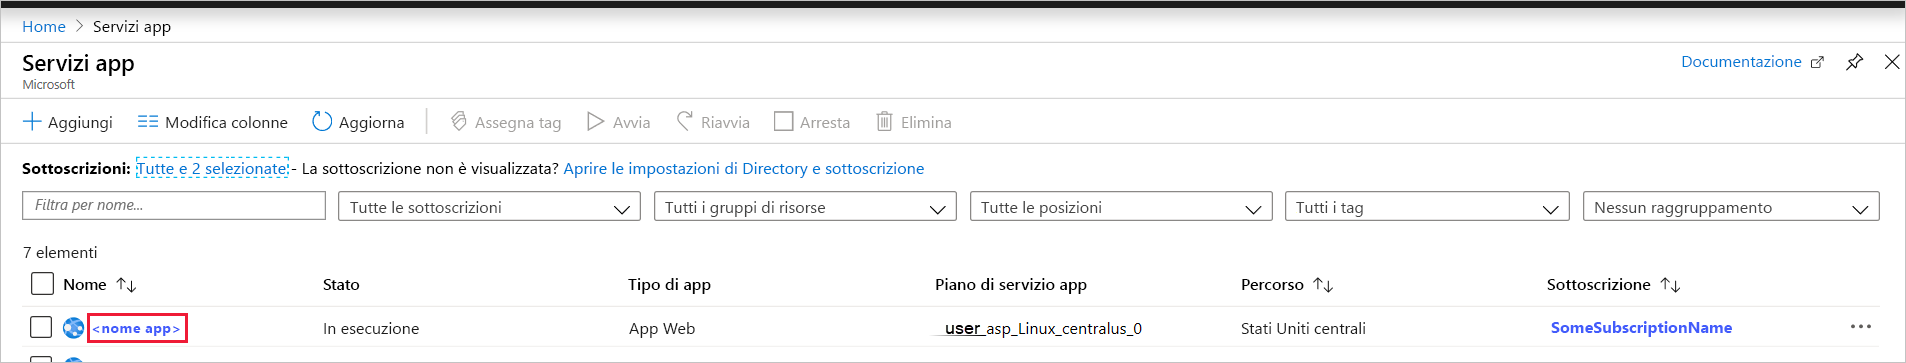 Home > Servizi app
Servizi app
Microsoft
Documentazione
Aggiungi Modifica colonne Aggiorna Assegna tag Avvia Riavvia Arresta Elimina
Sottoscrizioni: Tutte e 2 selezionate - La sottoscrizione non è visualizzata? Aprire le impostazioni di Directory e sottoscrizione
Filtra per nome... Tutte le sottoscrizioni Tutti i gruppi di risorse Tutte le posizioni Tutti i tag Nessun raggruppamento
7 elementi
Nome Stato Tipo di app Piano di servizio app Percorso Sottoscrizione
<nome app> In esecuzione App Web user_asp_Linux_centralus_0 Stati Uniti centrali SomeSubscriptionName